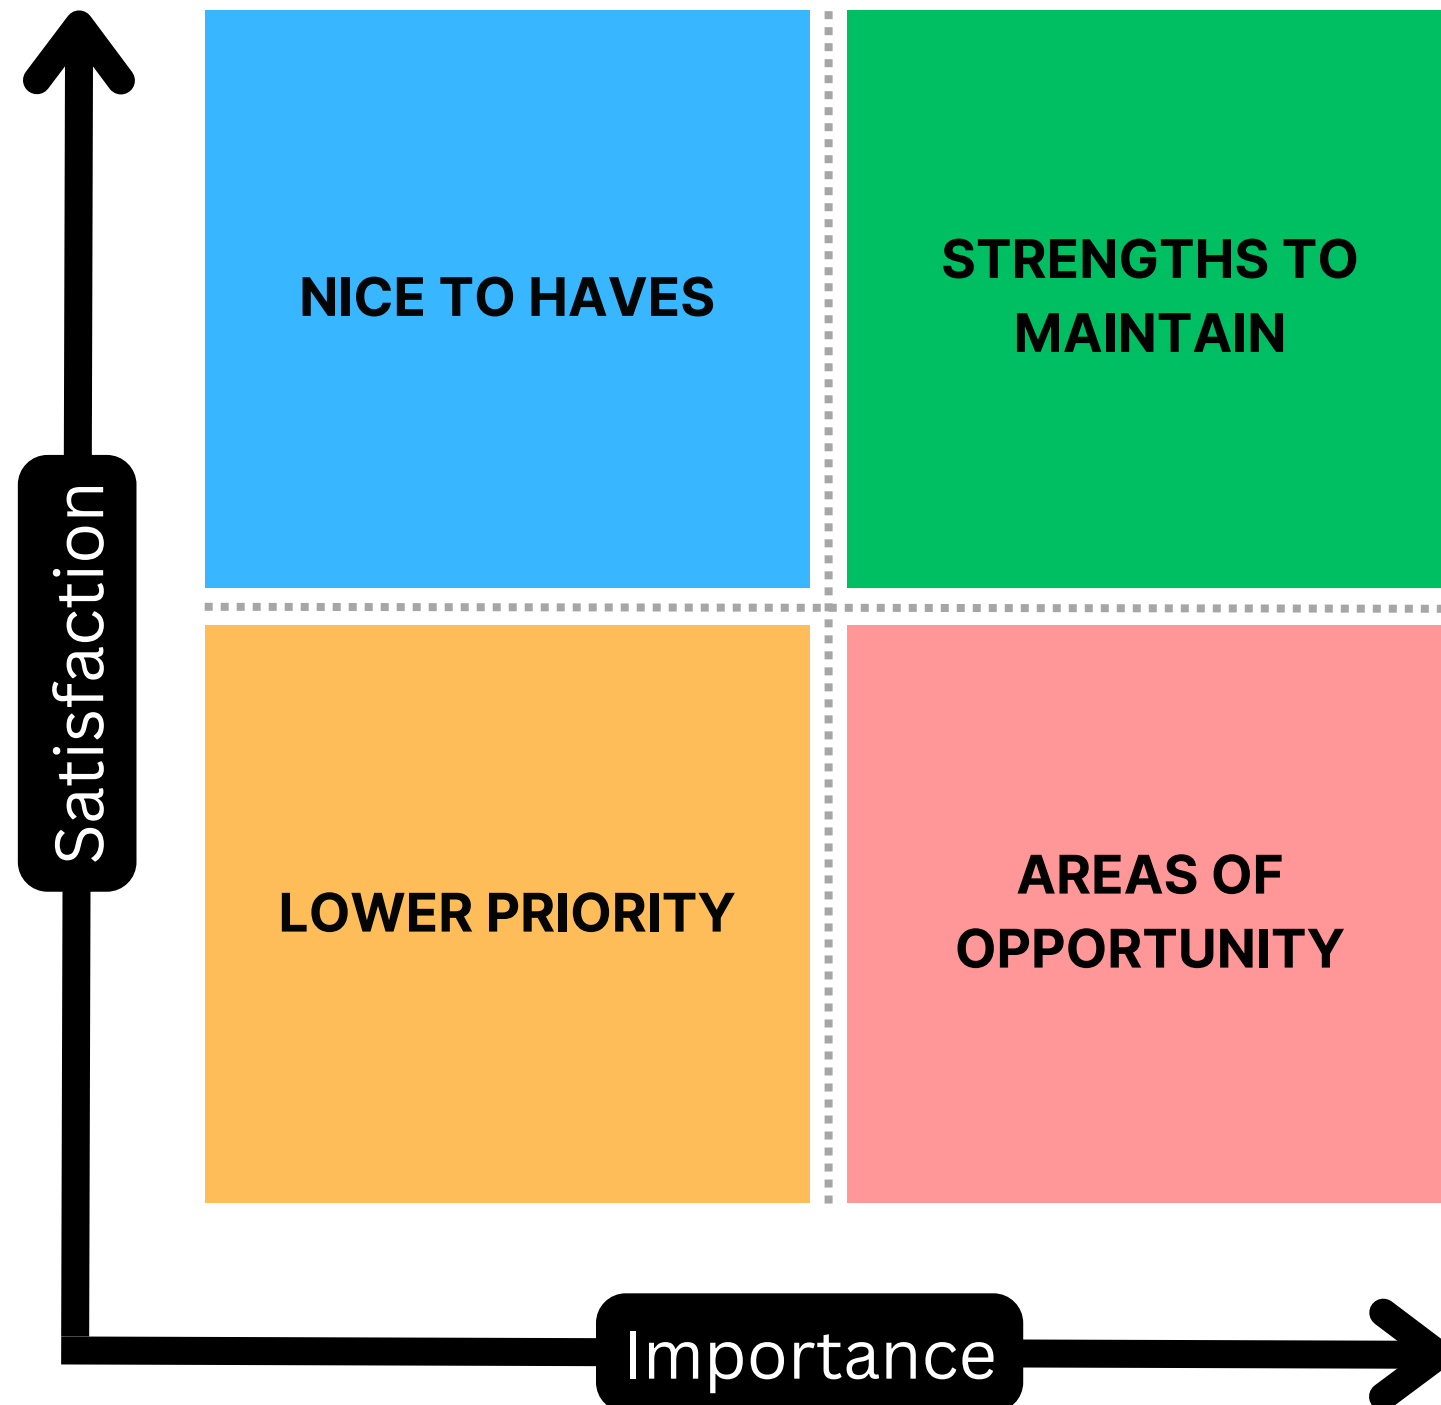 NICE TO HAVES
STRENGTHS TO
MAINTAIN
Satisfaction
LOWER PRIORITY
AREAS OF
OPPORTUNITY
Importance